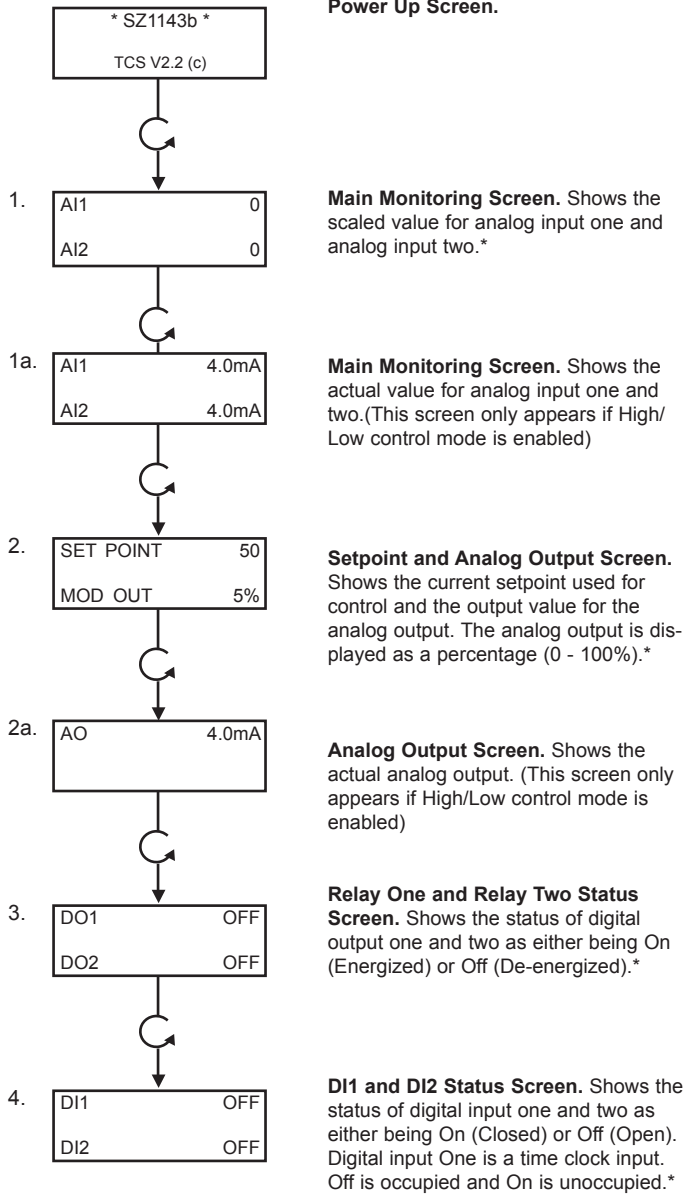 Power Up Screen.
* SZ1143b *
TCS V2.2 (c)
1.
AI1 0
AI2 0
Main Monitoring Screen. Shows the
scaled value for analog input one and
analog input two.*
1a.
AI1 4.0mA
AI2 4.0mA
Main Monitoring Screen. Shows the
actual value for analog input one and
two.(This screen only appears if High/
Low control mode is enabled)
2.
SET POINT 50
MOD OUT 5%
Setpoint and Analog Output Screen.
Shows the current setpoint used for
control and the output value for the
analog output. The analog output is dis-
played as a percentage (0 - 100%).*
2a.
AO 4.0mA
Analog Output Screen. Shows the
actual analog output. (This screen only
appears if High/Low control mode is
enabled)
3.
DO1 OFF
DO2 OFF
Relay One and Relay Two Status
Screen. Shows the status of digital
output one and two as either being On
(Energized) or Off (De-energized).*
4.
DI1 OFF
DI2 OFF
DI1 and DI2 Status Screen. Shows the
status of digital input one and two as
either being On (Closed) or Off (Open).
Digital input One is a time clock input.
Off is occupied and On is unoccupied.*